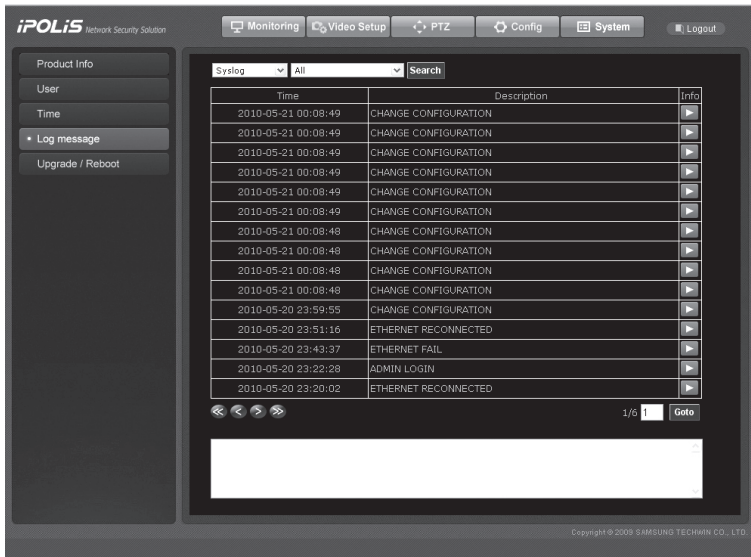 iPOLiS Network Security Solution
Monitoring Video Setup PTZ Config System Logout
Product Info
User
Time
Log message
Upgrade / Reboot
Syslog All Search
Time Description Info
2010-05-21 00:08:49 CHANGE CONFIGURATION
2010-05-21 00:08:49 CHANGE CONFIGURATION
2010-05-21 00:08:49 CHANGE CONFIGURATION
2010-05-21 00:08:49 CHANGE CONFIGURATION
2010-05-21 00:08:49 CHANGE CONFIGURATION
2010-05-21 00:08:49 CHANGE CONFIGURATION
2010-05-21 00:08:48 CHANGE CONFIGURATION
2010-05-21 00:08:48 CHANGE CONFIGURATION
2010-05-21 00:08:48 CHANGE CONFIGURATION
2010-05-21 00:08:48 CHANGE CONFIGURATION
2010-05-20 23:59:55 CHANGE CONFIGURATION
2010-05-20 23:51:16 ETHERNET RECONNECTED
2010-05-20 23:43:37 ETHERNET FAIL
2010-05-20 23:22:28 ADMIN LOGIN
2010-05-20 23:20:02 ETHERNET RECONNECTED
1/6 1 Goto
Copyright © 2009 SAMSUNG TECHWIN CO., LTD.